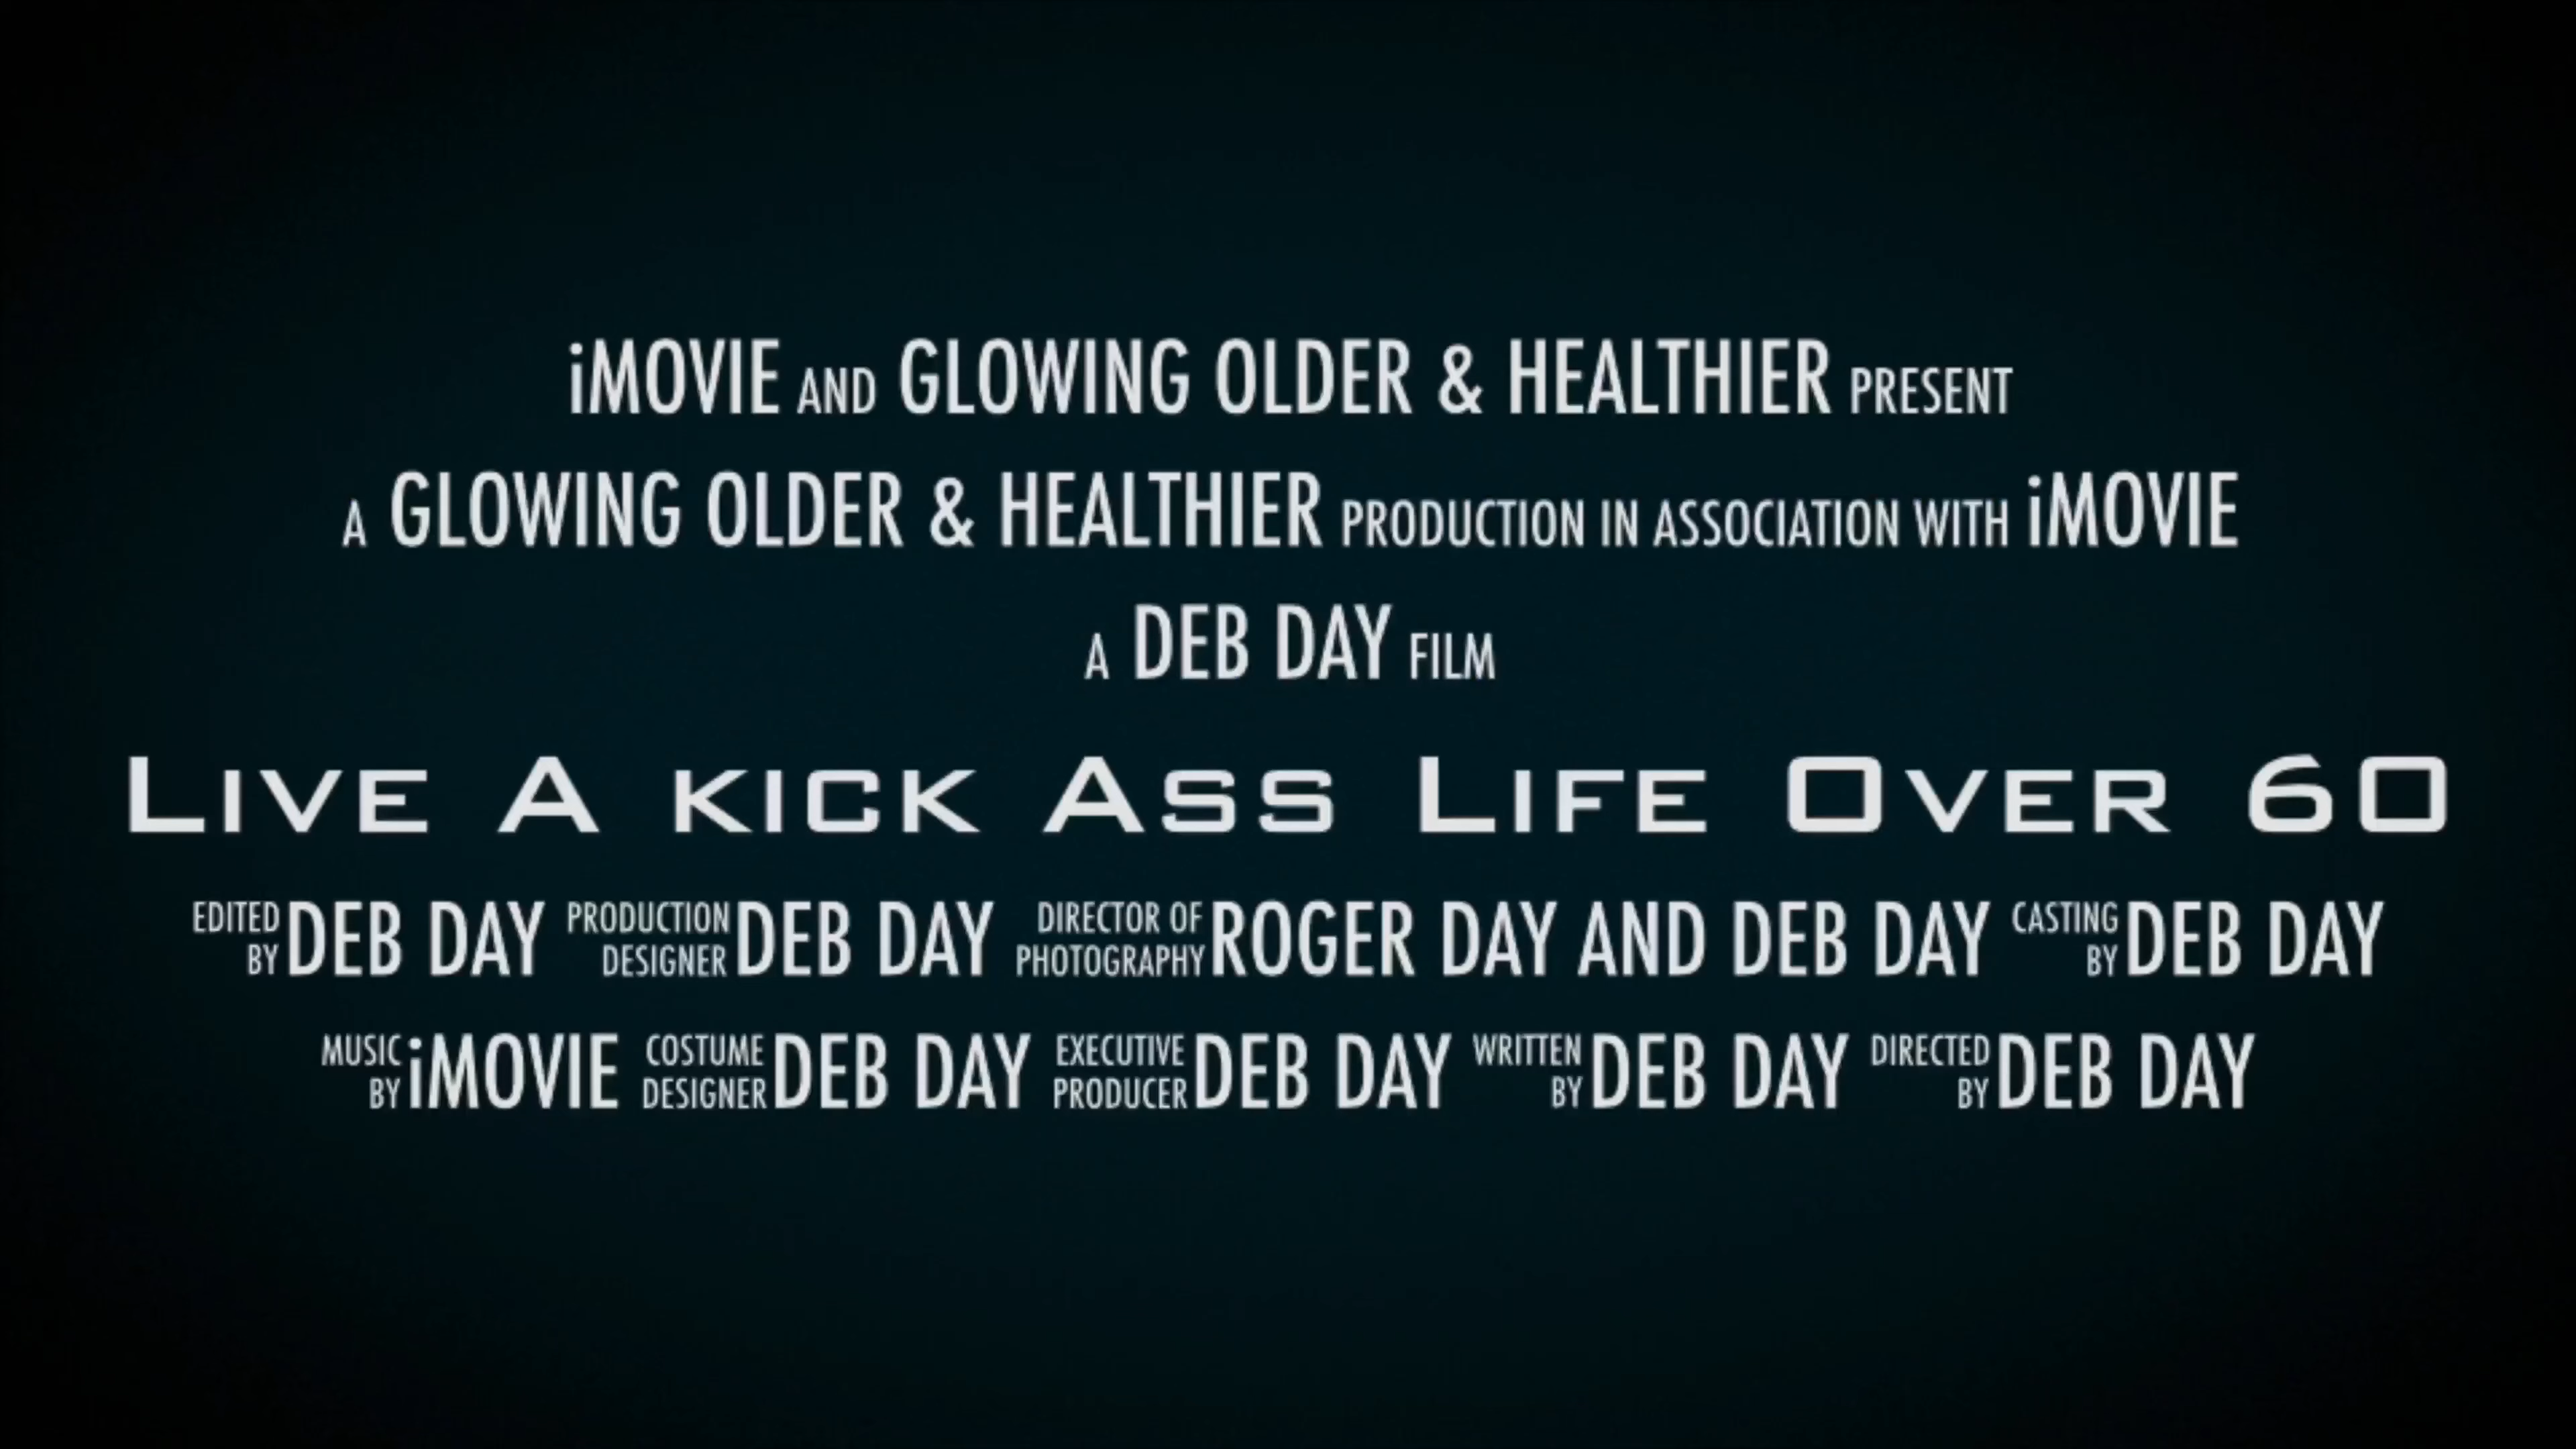 iMOVIE AND GLOWING OLDER & HEALTHIER PRESENT
A GLOWING OLDER & HEALTHIER PRODUCTION IN ASSOCIATION WITH iMOVIE
A DEB DAY FILM
LIVE A KICK ASS LIFE OVER 60
EDITED BY DEB DAY PRODUCTION DESIGNER DEB DAY DIRECTOR OF PHOTOGRAPHY ROGER DAY AND DEB DAY CASTING BY DEB DAY
MUSIC BY iMOVIE COSTUME DESIGNER DEB DAY EXECUTIVE PRODUCER DEB DAY WRITTEN BY DEB DAY DIRECTED BY DEB DAY